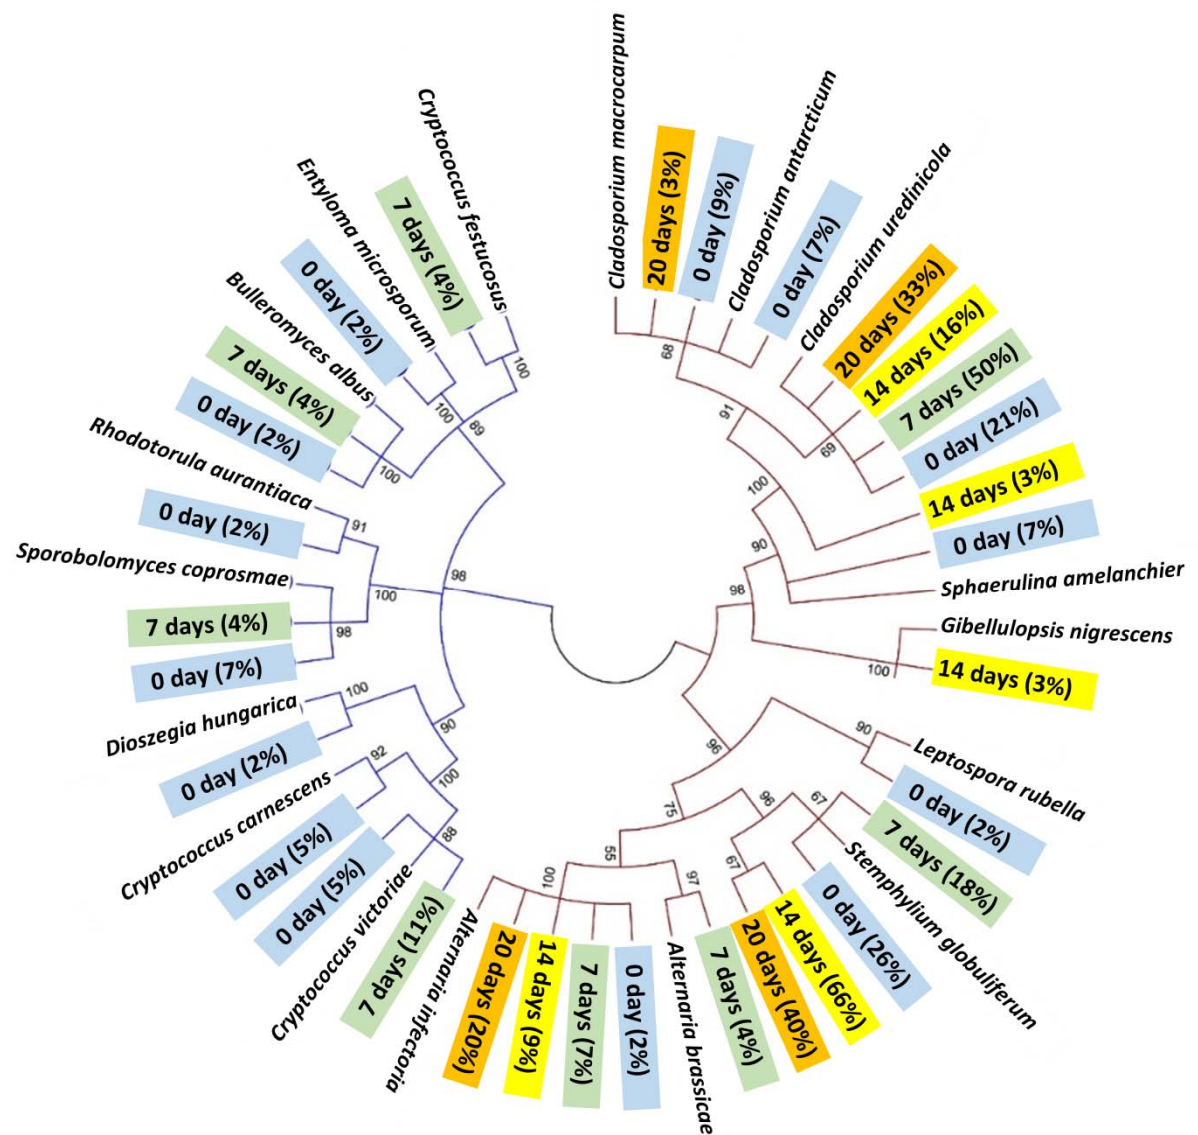 Cladosporium macrocarpum
20 days (3%)
0 day (9%)
Cladosporium antarcticum
0 day (7%)
Cladosporium uredinicola
20 days (33%)
14 days (16%)
7 days (50%)
0 day (21%)
14 days (3%)
0 day (7%)
Sphaerulina amelanchier
Gibellulopsis nigrescens
14 days (3%)
Leptospora rubella
0 day (2%)
7 days (18%)
Stemphylium globuliferum
0 day (26%)
14 days (66%)
20 days (40%)
7 days (4%)
Alternaria brassicae
0 day (2%)
7 days (7%)
14 days (9%)
20 days (20%)
Alternaria infectoria
7 days (11%)
Cryptococcus victoriae
0 day (5%)
0 day (5%)
Cryptococcus carnescens
0 day (2%)
Dioszegia hungarica
0 day (7%)
7 days (4%)
Sporobolomyces coprosmae
0 day (2%)
Rhodotorula aurantiaca
0 day (2%)
7 days (4%)
Bulleromyces albus
0 day (2%)
Entyloma microsporum
7 days (4%)
Cryptococcus festucosus
68
91
69
100
90
98
100
96
90
75
96
67
67
55
97
100
88
100
92
90
100
98
98
100
91
100
89
100
100